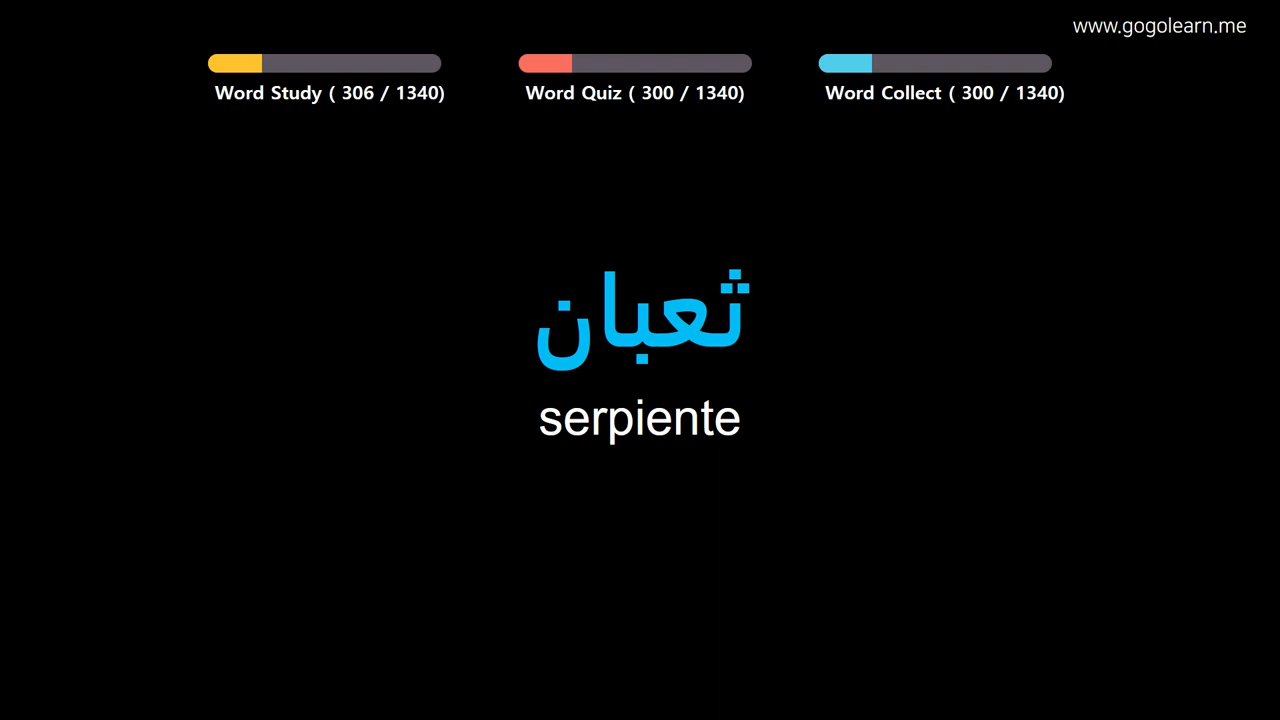 www.gogolearn.me
Word Study ( 306 / 1340)
Word Quiz ( 300 / 1340)
Word Collect ( 300 / 1340)
ثعبان
serpiente